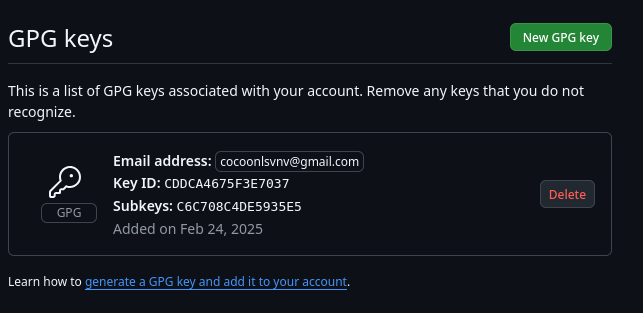 GPG keys
New GPG key
This is a list of GPG keys associated with your account. Remove any keys that you do not
recognize.
Email address: cocoonlsvnv@gmail.com
Key ID: CDDCA4675F3E7037
Subkeys: C6C708C4DE5935E5
Added on Feb 24, 2025
GPG
Delete
Learn how to generate a GPG key and add it to your account.